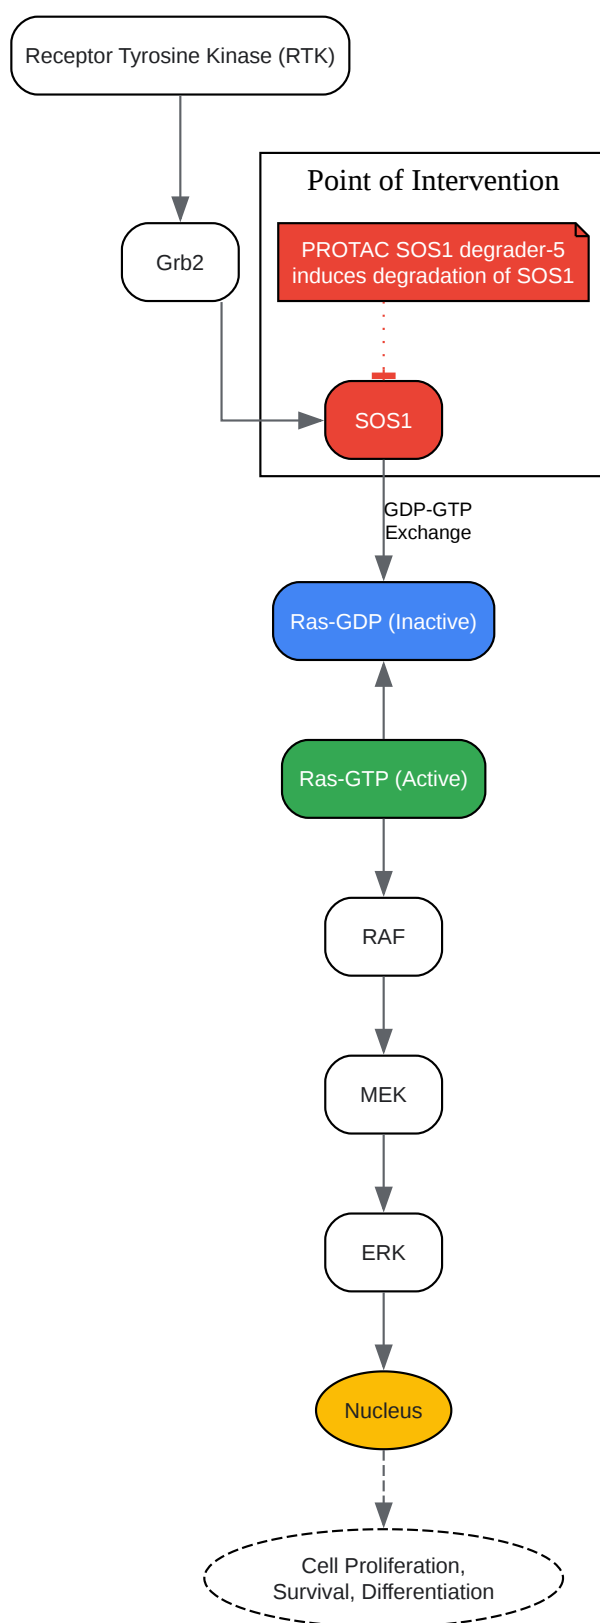 Receptor Tyrosine Kinase (RTK)
Point of Intervention
PROTAC SOS1 degrader-5
induces degradation of SOS1
Grb2
SOS1
GDP-GTP
Exchange
Ras-GDP (Inactive)
Ras-GTP (Active)
RAF
MEK
ERK
Nucleus
Cell Proliferation,
Survival, Differentiation